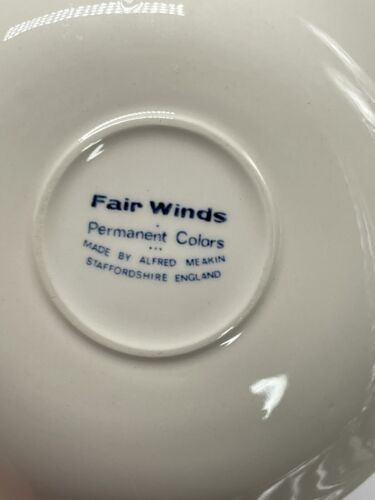 Fair Winds
Permanent Colors
MADE BY ALFRED MEAKIN
STAFFORDSHIRE ENGLAND